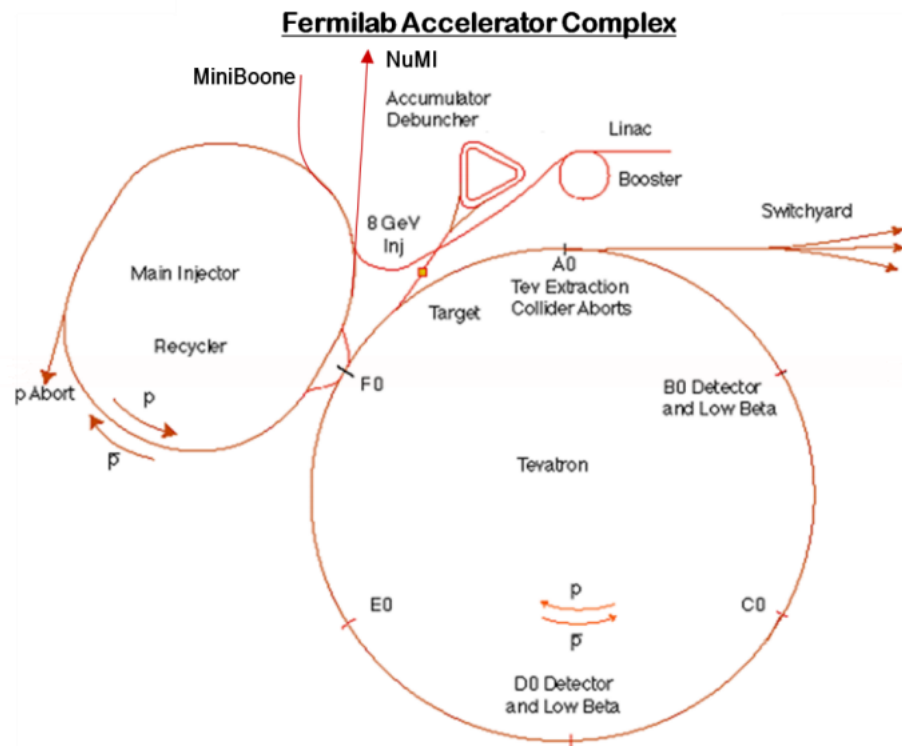 Fermilab Accelerator Complex
MiniBoone
NuMI
Accumulator
Debuncher
Linac
Booster
Switchyard
8 GeV
Inj
Main Injector
A0
Tev Extraction
Collider Aborts
Target
Recycler
p Abort
F0
B0 Detector
and Low Beta
p
p̅
Tevatron
E0
p
p̅
C0
D0 Detector
and Low Beta